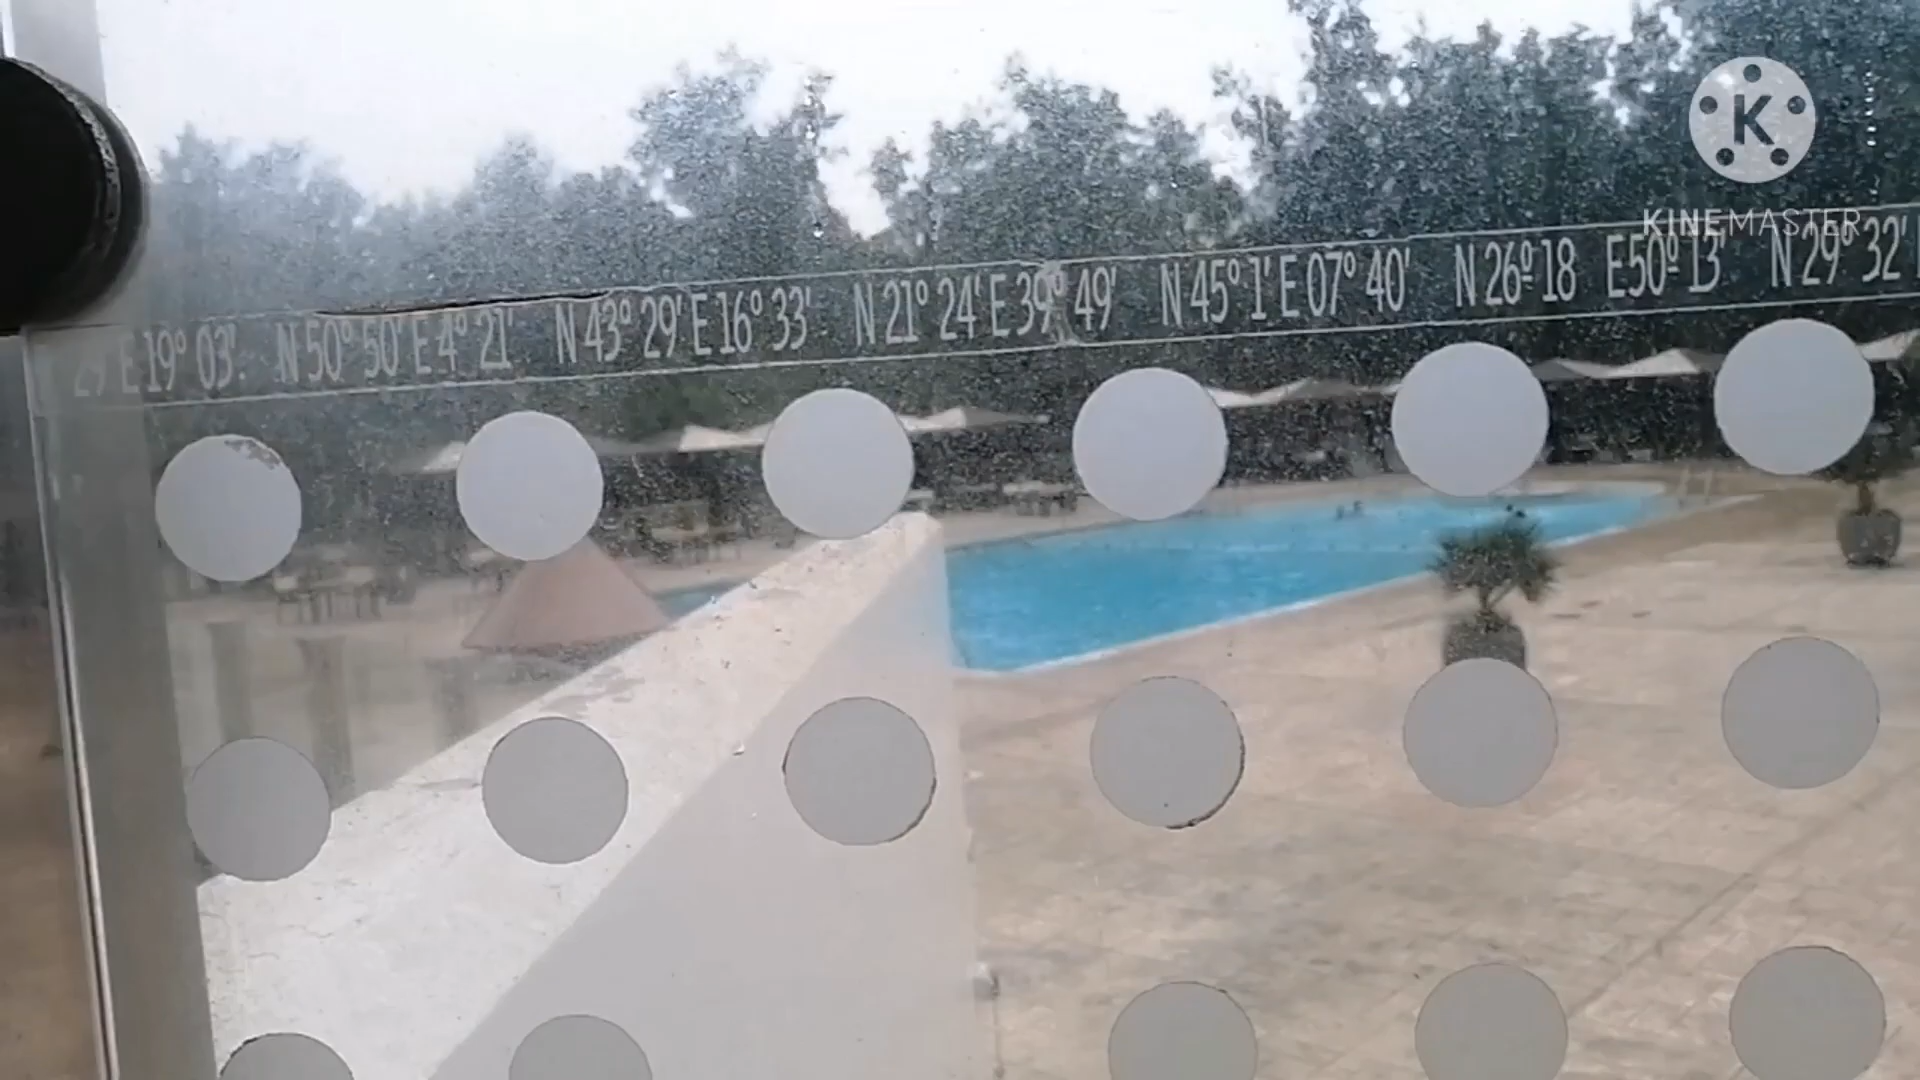 K
KINEMASTER
29' E 19° 03'. N 50° 50' E 4° 21' N 43° 29' E 16° 33' N 21° 24' E 39° 49' N 45° 1' E 07° 40' N 26º 18 E 50º 13' N 29° 32'